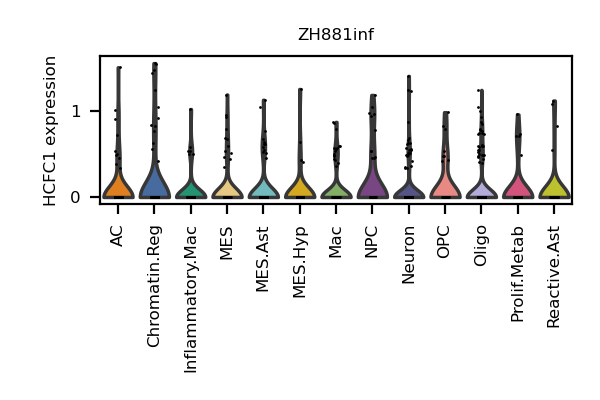 ZH881inf
HCFC1 expression
1
0
AC
Chromatin.Reg
Inflammatory.Mac
MES
MES.Ast
MES.Hyp
Mac
NPC
Neuron
OPC
Oligo
Prolif.Metab
Reactive.Ast